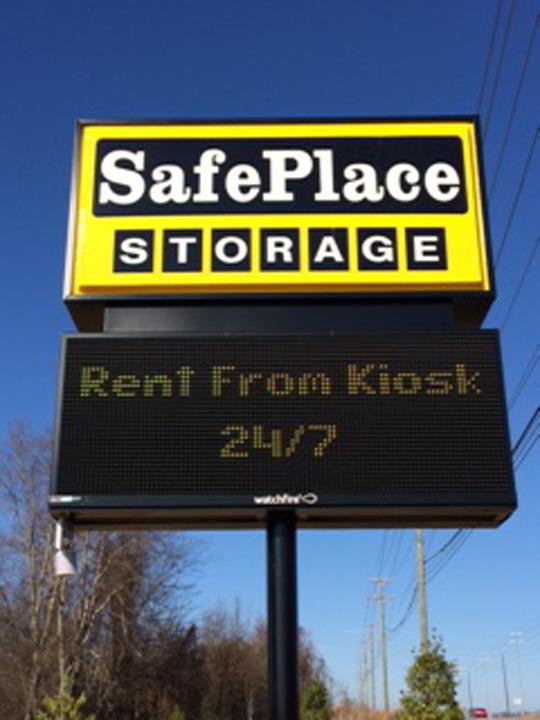 SafePlace
STORAGE
Rent From Kiosk
24/7
watchfire